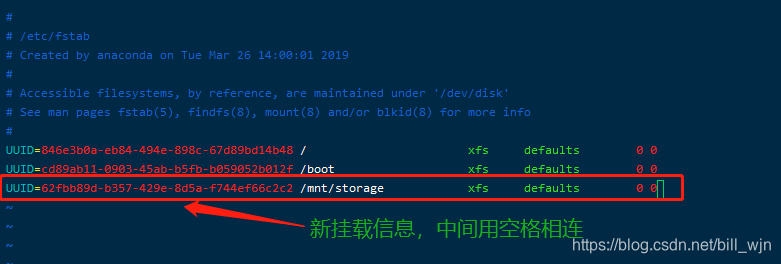 #
# /etc/fstab
# Created by anaconda on Tue Mar 26 14:00:01 2019
#
# Accessible filesystems, by reference, are maintained under '/dev/disk'
# See man pages fstab(5), findfs(8), mount(8) and/or blkid(8) for more info
#
UUID=846e3b0a-eb84-494e-898c-67d89bd14b48 / xfs defaults 0 0
UUID=cd89ab11-0903-45ab-b5fb-b059052b012f /boot xfs defaults 0 0
UUID=62fbb89d-b357-429e-8d5a-f744ef66c2c2 /mnt/storage xfs defaults 0 0
~
~
新挂载信息，中间用空格相连
~
https://blog.csdn.net/bill_wjn
~